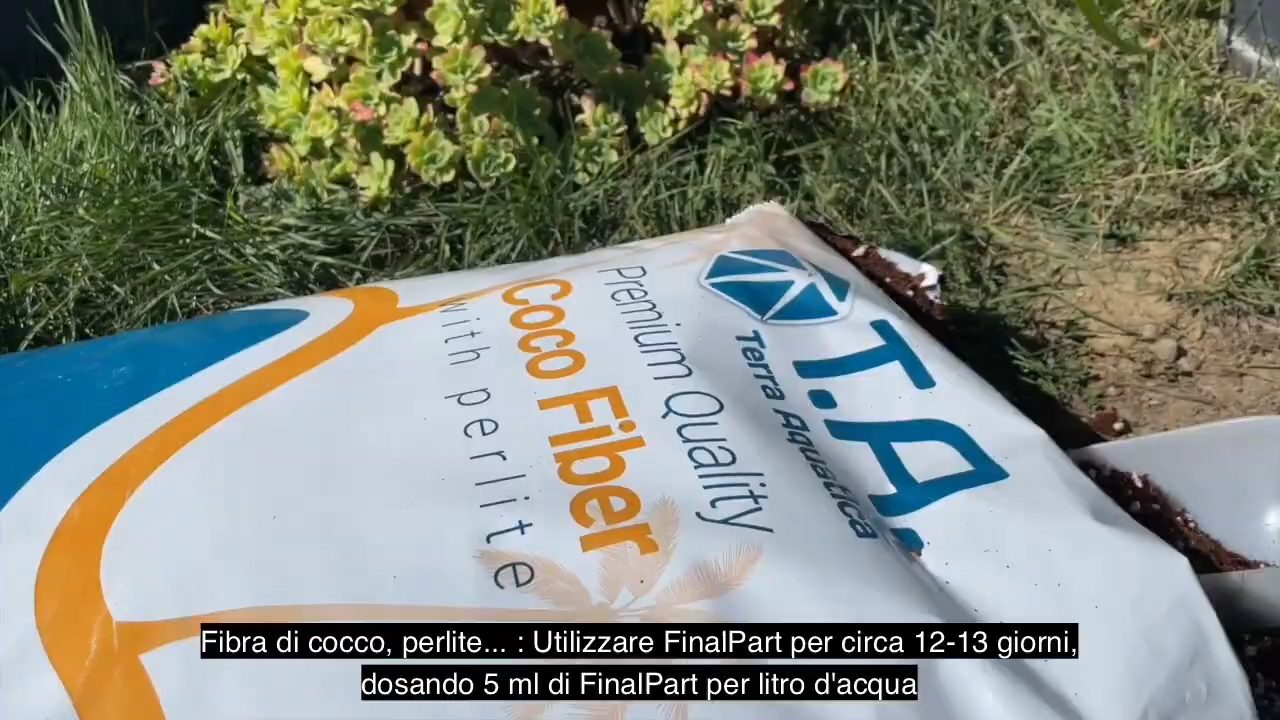 T.A.
Terra Aquatica
Premium Quality
Coco Fiber
with perlite
Fibra di cocco, perlite... : Utilizzare FinalPart per circa 12-13 giorni,
dosando 5 ml di FinalPart per litro d'acqua